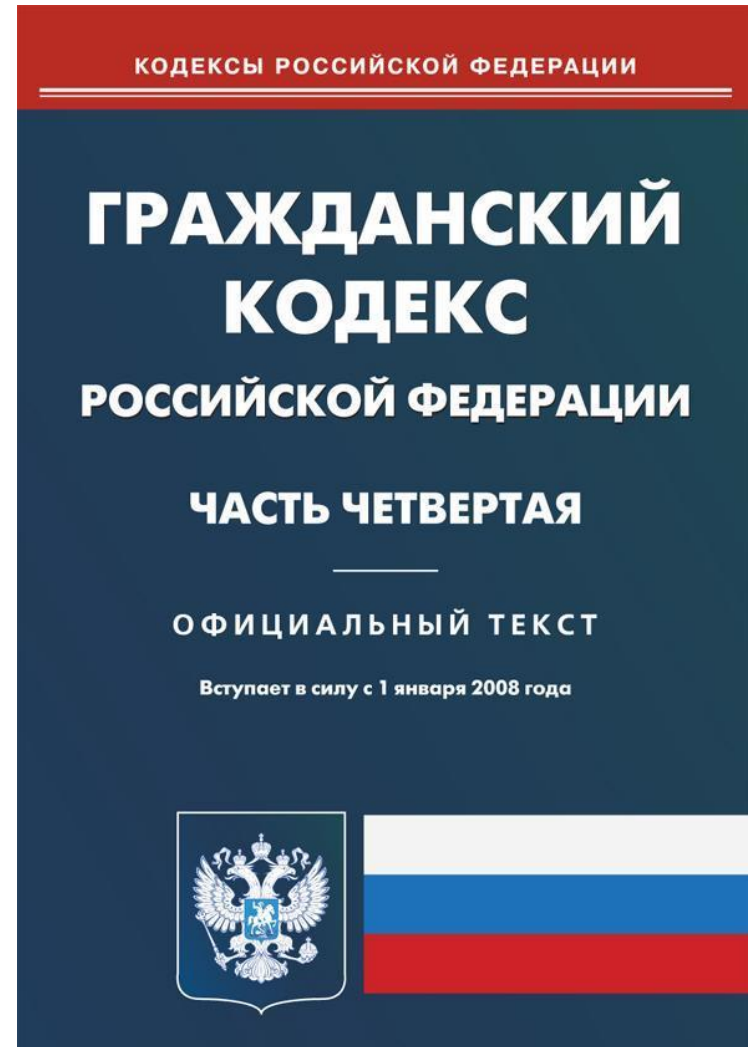 КОДЕКСЫ РОССИЙСКОЙ ФЕДЕРАЦИИ
ГРАЖДАНСКИЙ
КОДЕКС
РОССИЙСКОЙ ФЕДЕРАЦИИ
ЧАСТЬ ЧЕТВЕРТАЯ
ОФИЦИАЛЬНЫЙ ТЕКСТ
Вступает в силу с 1 января 2008 года